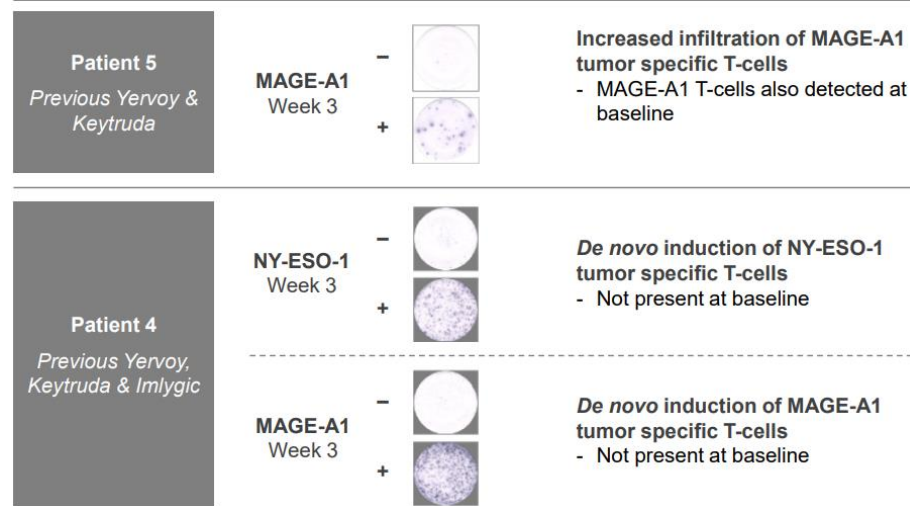 Patient 5
Previous Yervoy &
Keytruda
MAGE-A1
Week 3
−
+
Increased infiltration of MAGE-A1
tumor specific T-cells
- MAGE-A1 T-cells also detected at
baseline
Patient 4
Previous Yervoy,
Keytruda & Imlygic
NY-ESO-1
Week 3
−
+
De novo induction of NY-ESO-1
tumor specific T-cells
- Not present at baseline
MAGE-A1
Week 3
−
+
De novo induction of MAGE-A1
tumor specific T-cells
- Not present at baseline